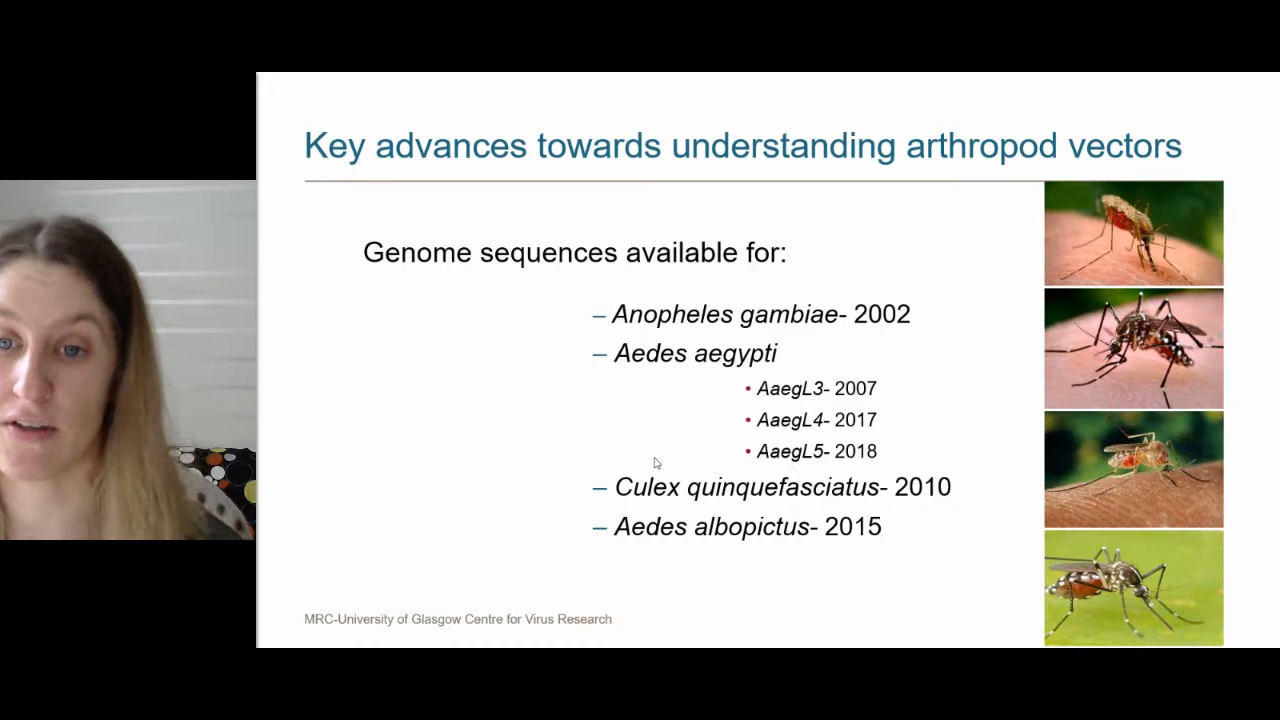 Key advances towards understanding arthropod vectors
Genome sequences available for:
– Anopheles gambiae- 2002
– Aedes aegypti
• AaegL3- 2007
• AaegL4- 2017
• AaegL5- 2018
– Culex quinquefasciatus- 2010
– Aedes albopictus- 2015
MRC-University of Glasgow Centre for Virus Research